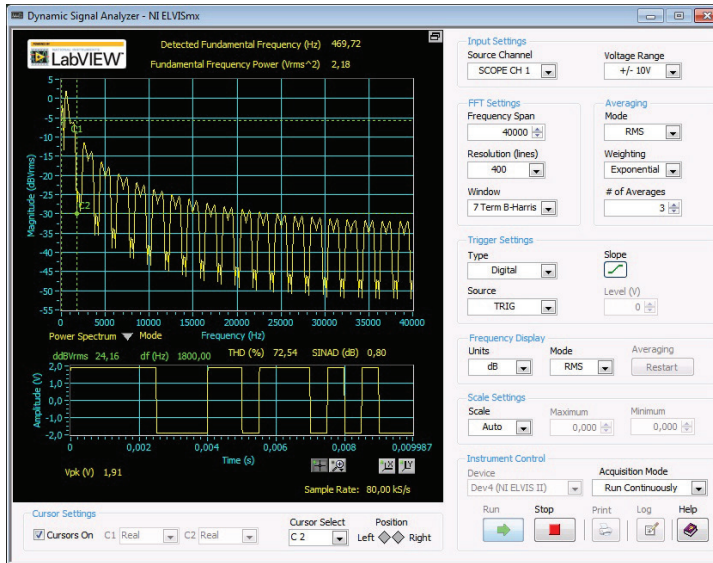 Dynamic Signal Analyzer - NI ELVISmx
LabVIEW
Detected Fundamental Frequency (Hz) 469,72
Fundamental Frequency Power (Vrms^2) 2,18
5
0
-5
-10
-15
-20
-25
-30
-35
-40
-45
-50
-55
Magnitude (dBVrms)
C1
C2
0 5000 10000 15000 20000 25000 30000 35000 40000
Power Spectrum Mode Frequency (Hz)
ddBVrms 24,16 df (Hz) 1800,00 THD (%) 72,54 SINAD (dB) 0,80
2,0
1,0
0,0
-1,0
-2,0
Amplitude (V)
0 0,002 0,004 0,006 0,008 0,009987
Time (s)
Vpk (V) 1,91
Sample Rate: 80,00 kS/s
Cursor Settings
Cursors On C1 Real C2 Real
Cursor Select Position
C 2 Left Right
Input Settings
Source Channel Voltage Range
SCOPE CH 1 +/- 10V
FFT Settings
Frequency Span
40000
Resolution (lines)
400
Window
7 Term B-Harris
Averaging
Mode
RMS
Weighting
Exponential
# of Averages
3
Trigger Settings
Type Slope
Digital
Source Level (V)
TRIG 0
Frequency Display
Units Mode Averaging
dB RMS Restart
Scale Settings
Scale Maximum Minimum
Auto 0,000 0,000
Instrument Control
Device Acquisition Mode
Dev4 (NI ELVIS II) Run Continuously
Run Stop Print Log Help